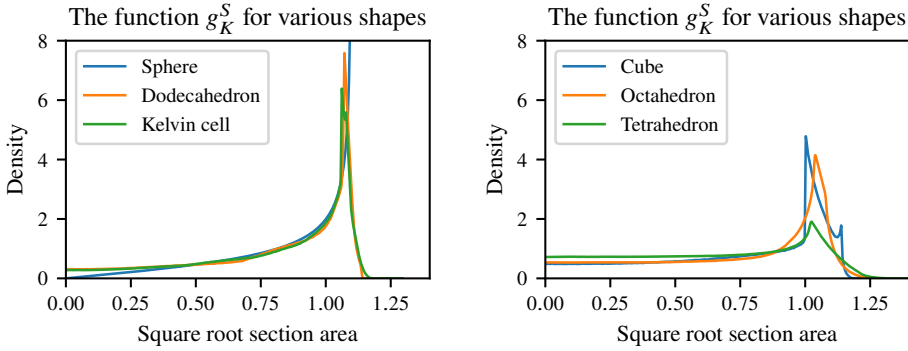 The function g_K^S for various shapes
8
6
4
2
0
Density
Sphere
Dodecahedron
Kelvin cell
0.00 0.25 0.50 0.75 1.00 1.25
Square root section area
The function g_K^S for various shapes
8
6
4
2
0
Density
Cube
Octahedron
Tetrahedron
0.00 0.25 0.50 0.75 1.00 1.25
Square root section area